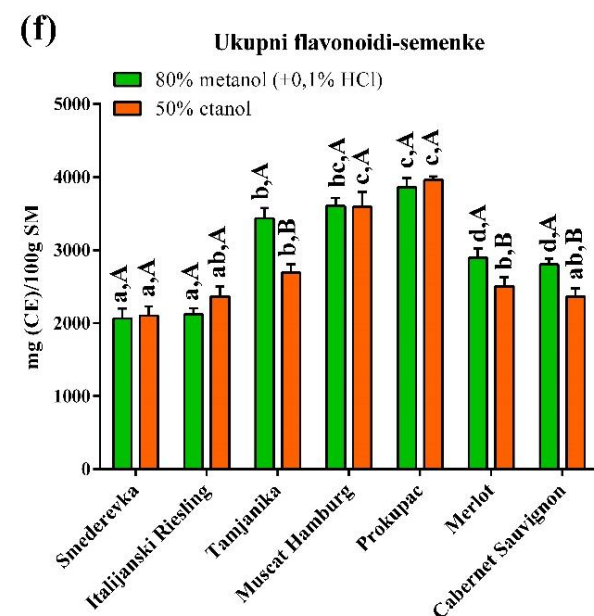 (f)
Ukupni flavonoidi-semenke
80% metanol (+0,1% HCl)
50% ctanol
mg (CE)/100g SM
5000
4000
3000
2000
1000
0
a,A
a,A
a,A
ab,A
b,A
b,B
bc,A
c,A
c,A
c,A
d,A
b,B
d,A
ab,B
Smederevka
Italijanski Riesling
Tamjanika
Muscat Hamburg
Prokupac
Merlot
Cabernet Sauvignon